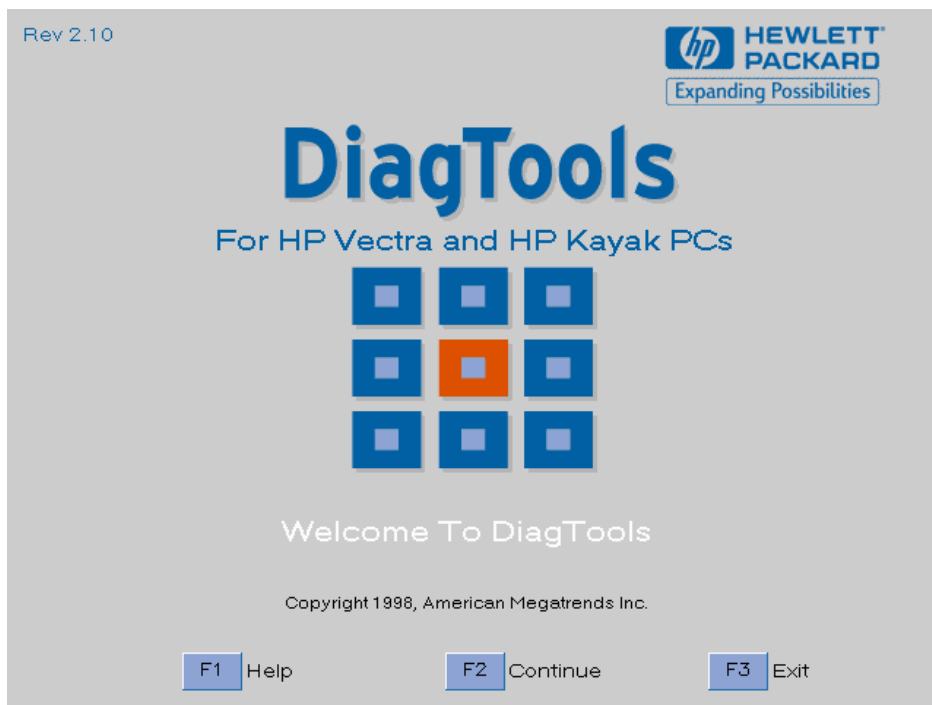 Rev 2.10
hp HEWLETT
PACKARD
Expanding Possibilities
DiagTools
For HP Vectra and HP Kayak PCs
Welcome To DiagTools
Copyright 1998, American Megatrends Inc.
F1 Help F2 Continue F3 Exit